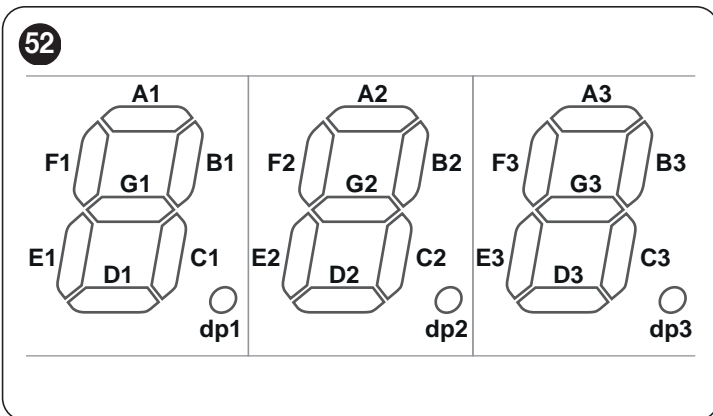 52
A1 A2 A3
F1 B1 F2 B2 F3 B3
G1 G2 G3
E1 C1 E2 C2 E3 C3
D1 D2 D3
dp1 dp2 dp3